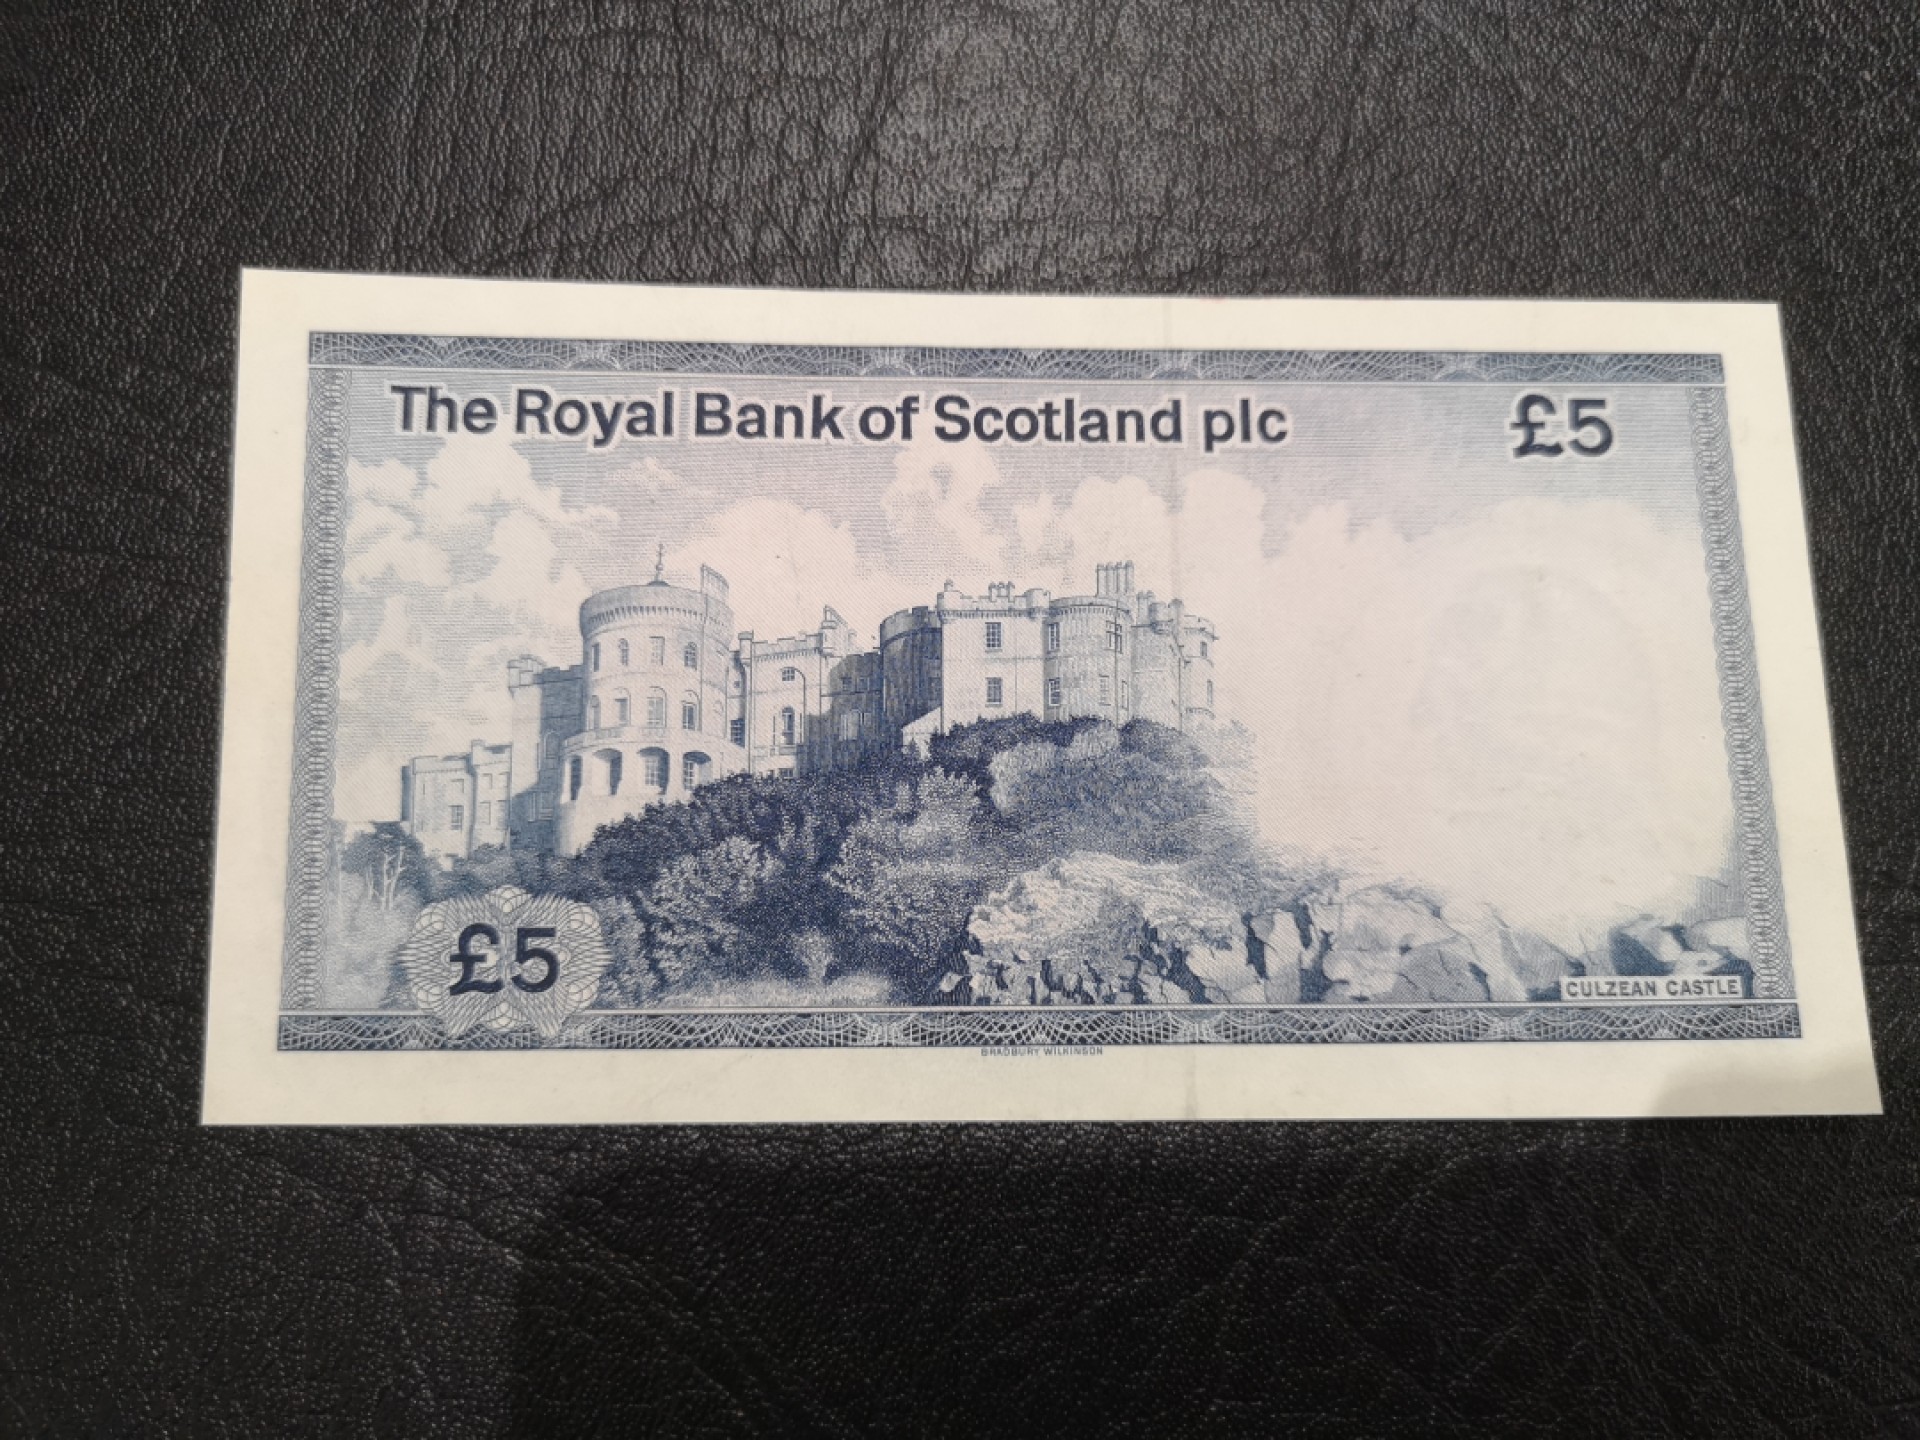 The Royal Bank of Scotland plc
£5
£5
CULZEAN CASTLE
BRADBURY WILKINSON